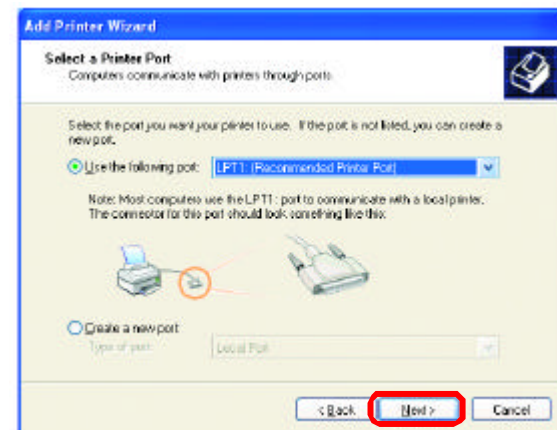 Add Printer Wizard
Select a Printer Port
Computers communicate with printers through ports.
Select the port you want your printer to use. If the port is not listed, you can create a
new port.
Use the following port:
LPT1: (Recommended Printer Port)
Note: Most computers use the LPT1: port to communicate with a local printer.
The connector for this port should look something like this:
Create a new port
Type of port:
Local Port
< Back
Next >
Cancel